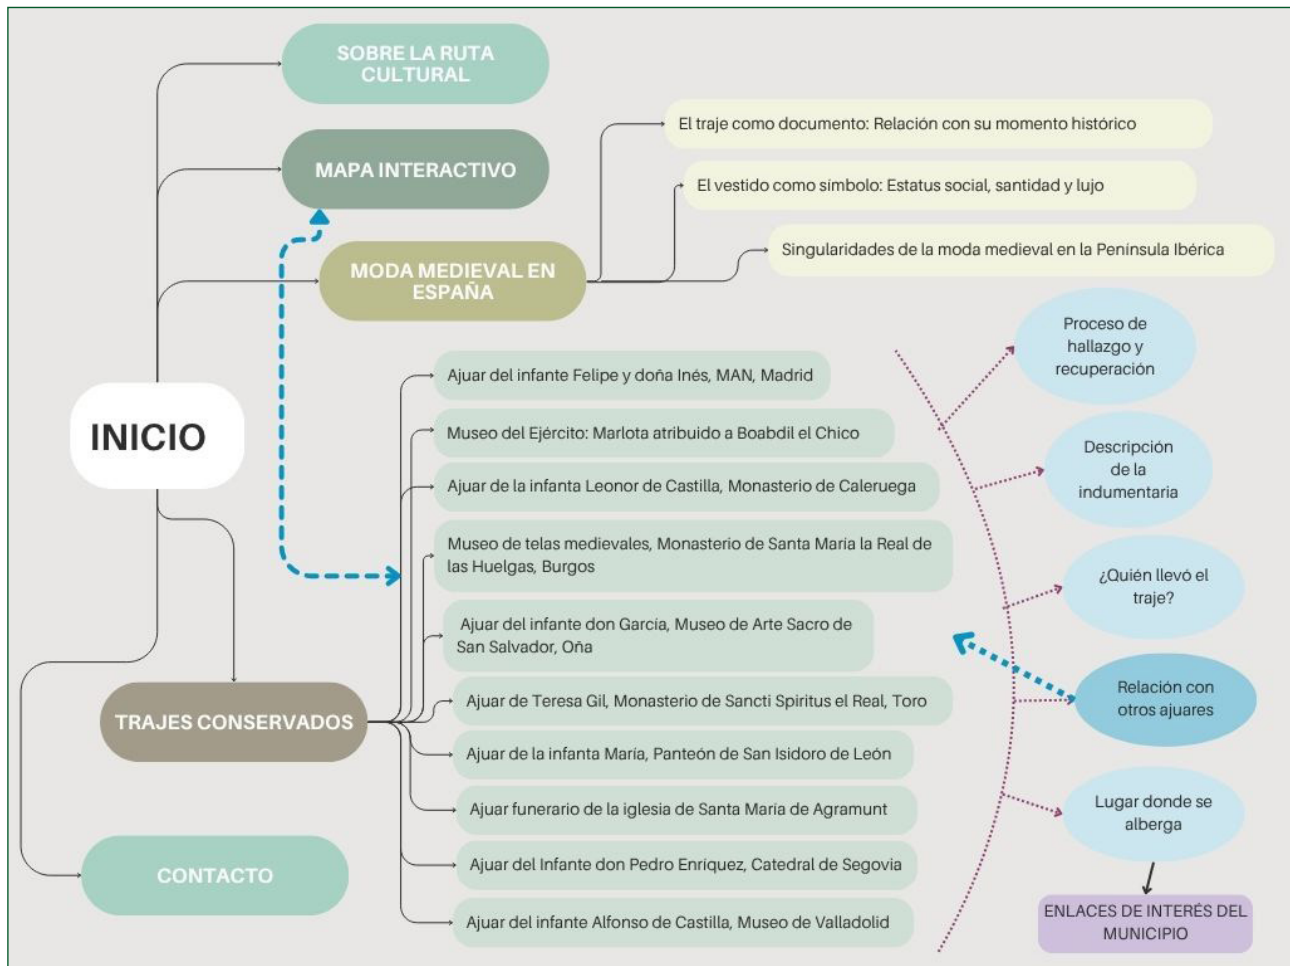 SOBRE LA RUTA
CULTURAL
MAPA INTERACTIVO
MODA MEDIEVAL EN
ESPAÑA
El traje como documento: Relación con su momento histórico
El vestido como símbolo: Estatus social, santidad y lujo
Singularidades de la moda medieval en la Península Ibérica
INICIO
TRAJES CONSERVADOS
Ajuar del infante Felipe y doña Inés, MAN, Madrid
Museo del Ejército: Marlota atribuido a Boabdil el Chico
Ajuar de la infanta Leonor de Castilla, Monasterio de Caleruega
Museo de telas medievales, Monasterio de Santa María la Real de
las Huelgas, Burgos
Ajuar del infante don García, Museo de Arte Sacro de
San Salvador, Oña
Ajuar de Teresa Gil, Monasterio de Sancti Spiritus el Real, Toro
Ajuar de la infanta María, Panteón de San Isidoro de León
Ajuar funerario de la iglesia de Santa María de Agramunt
Ajuar del Infante don Pedro Enríquez, Catedral de Segovia
Ajuar del infante Alfonso de Castilla, Museo de Valladolid
Proceso de
hallazgo y
recuperación
Descripción
de la
indumentaria
¿Quién llevó el
traje?
Relación con
otros ajuares
Lugar donde se
alberga
ENLACES DE INTERÉS DEL
MUNICIPIO
CONTACTO